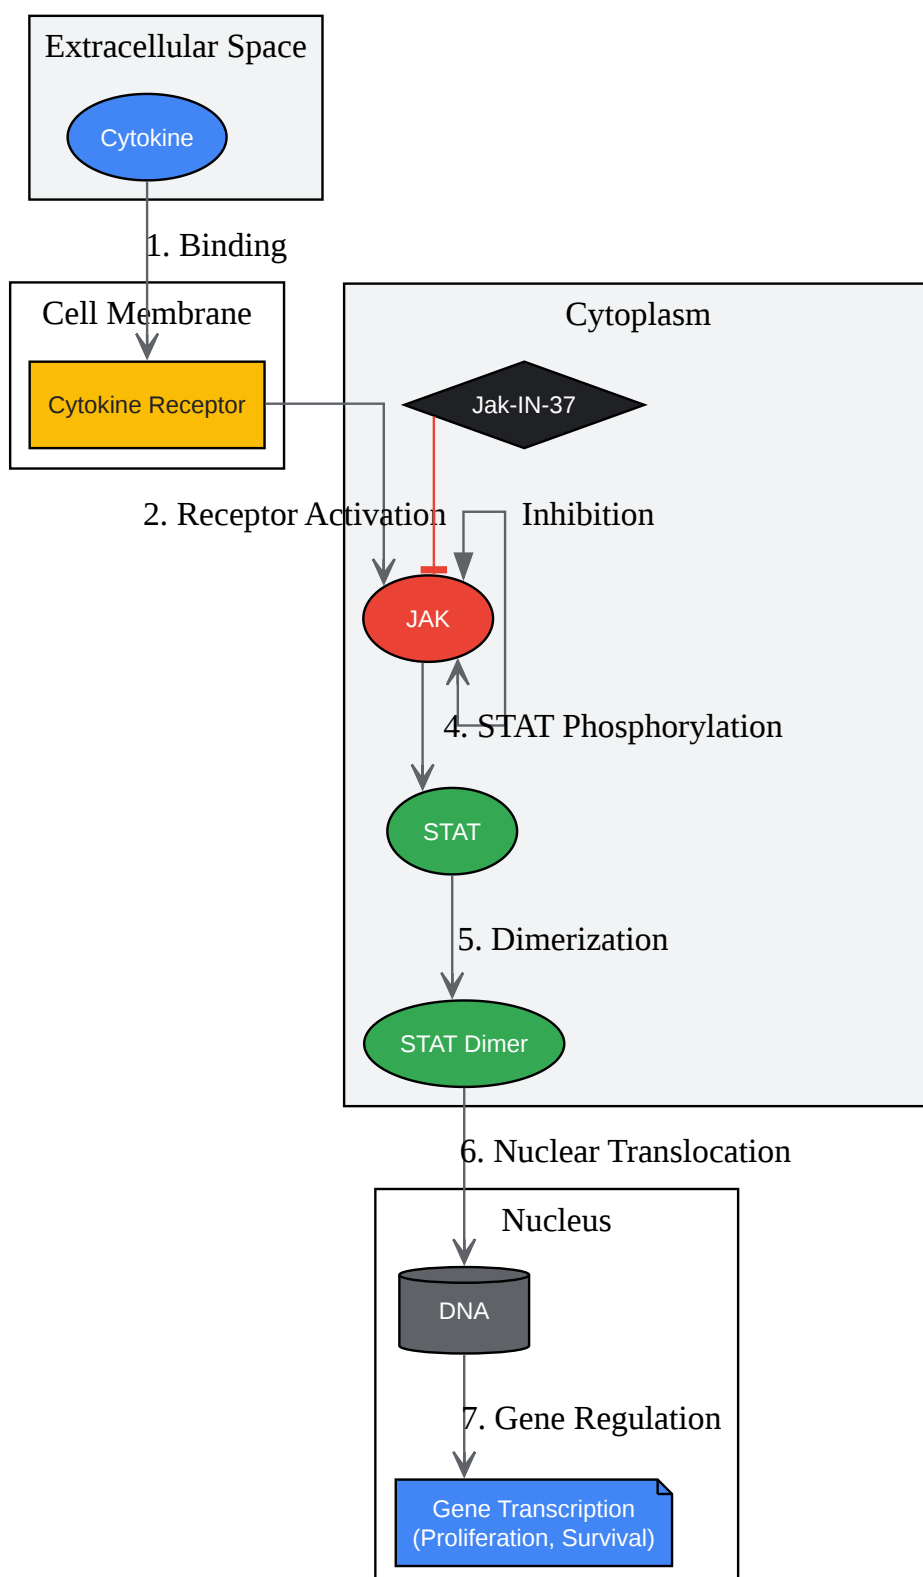 Extracellular Space
Cytokine
1. Binding
Cell Membrane
Cytokine Receptor
Cytoplasm
Jak-IN-37
2. Receptor Activation
Inhibition
JAK
4. STAT Phosphorylation
STAT
5. Dimerization
STAT Dimer
6. Nuclear Translocation
Nucleus
DNA
7. Gene Regulation
Gene Transcription
(Proliferation, Survival)